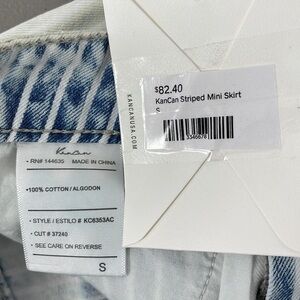 $82.40
KanCan Striped Mini Skirt
S
KANCANUSA.COM
KanCan
• RN# 144635 MADE IN CHINA
•100% COTTON / ALGODON
• STYLE / ESTILO # KC6353AC
• CUT # 37240
• SEE CARE ON REVERSE
S